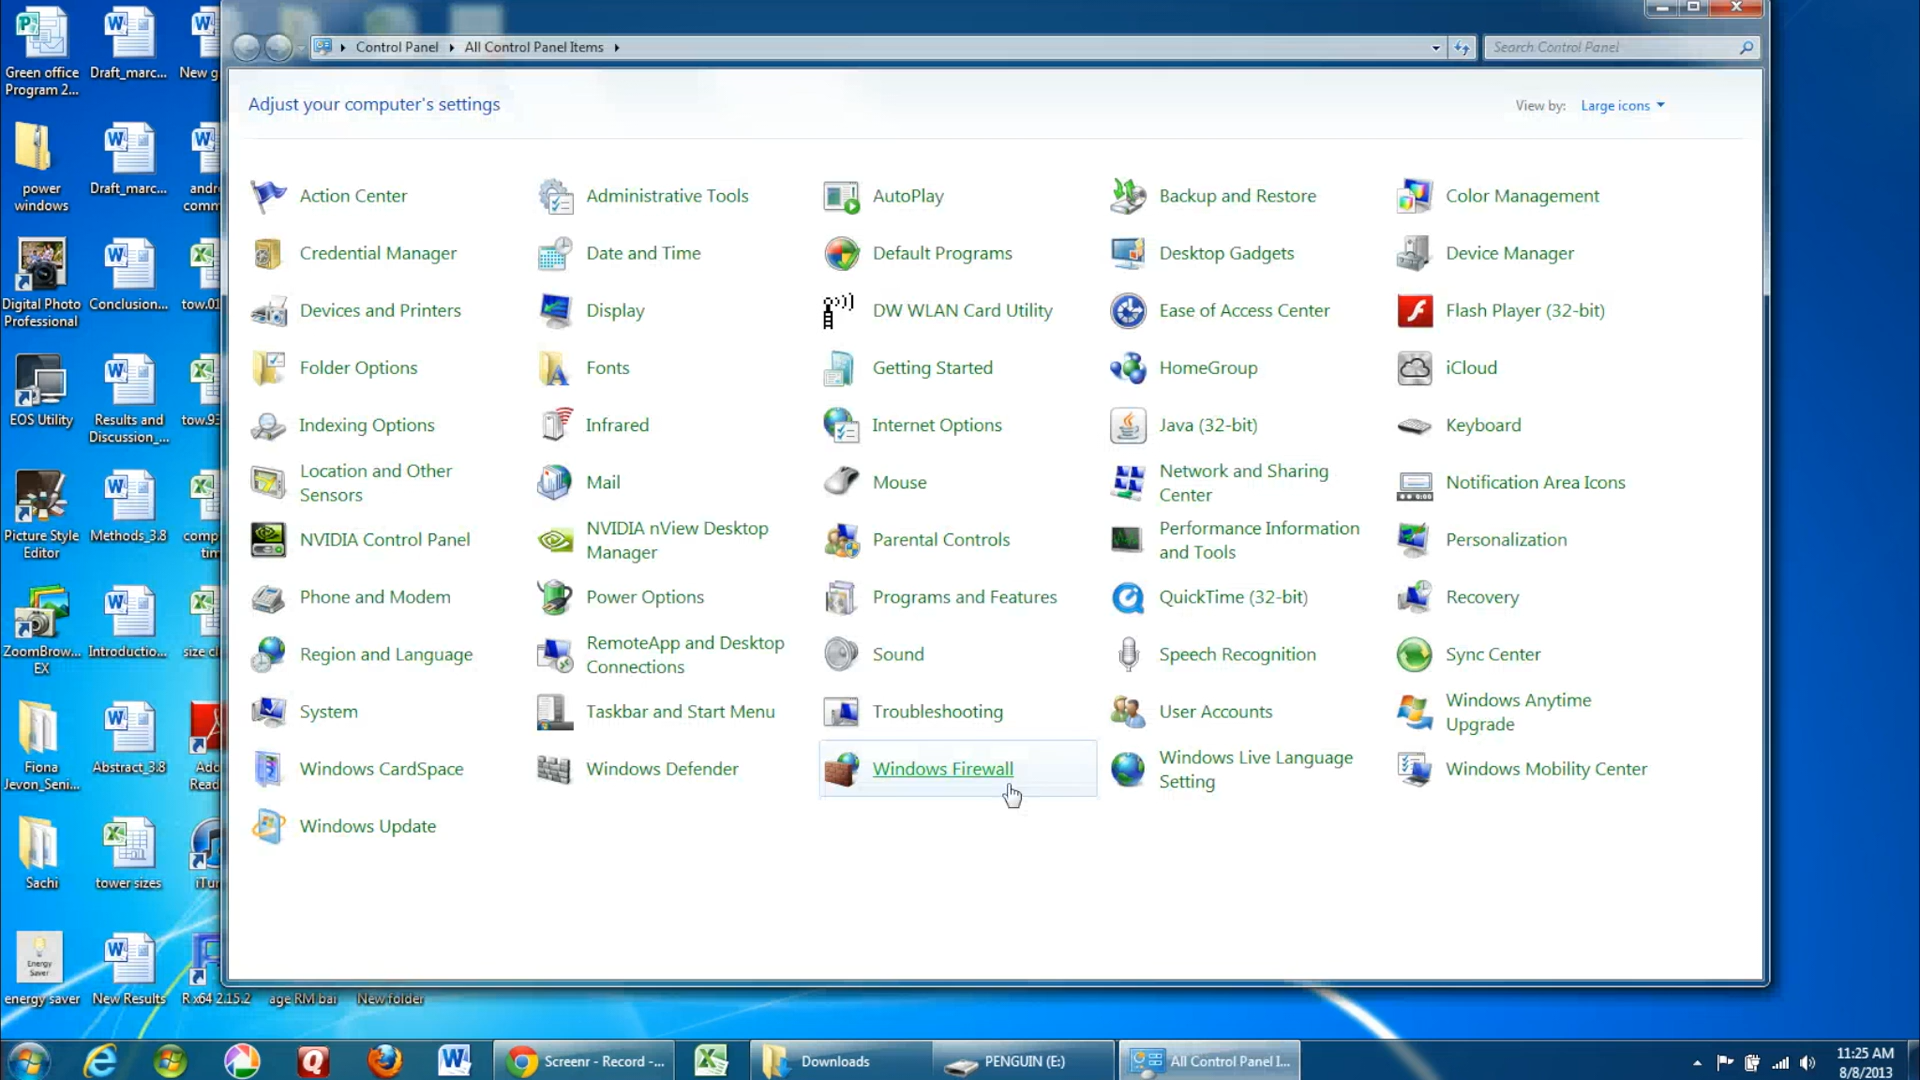 Control Panel
All Control Panel Items
Search Control Panel
Adjust your computer's settings
View by:
Large icons
Action Center
Administrative Tools
AutoPlay
Backup and Restore
Color Management
Credential Manager
Date and Time
Default Programs
Desktop Gadgets
Device Manager
Devices and Printers
Display
DW WLAN Card Utility
Ease of Access Center
Flash Player (32-bit)
Folder Options
Fonts
Getting Started
HomeGroup
iCloud
Indexing Options
Infrared
Internet Options
Java (32-bit)
Keyboard
Location and Other
Sensors
Mail
Mouse
Network and Sharing
Center
Notification Area Icons
NVIDIA Control Panel
NVIDIA nView Desktop
Manager
Parental Controls
Performance Information
and Tools
Personalization
Phone and Modem
Power Options
Programs and Features
QuickTime (32-bit)
Recovery
Region and Language
RemoteApp and Desktop
Connections
Sound
Speech Recognition
Sync Center
System
Taskbar and Start Menu
Troubleshooting
User Accounts
Windows Anytime
Upgrade
Windows CardSpace
Windows Defender
Windows Firewall
Windows Live Language
Setting
Windows Mobility Center
Windows Update
Green office
Program 2...
Draft_marc...
New g
power
windows
Draft_marc...
andr
comm
Digital Photo
Professional
Conclusion...
tow.01
EOS Utility
Results and
Discussion_...
tow.93
Picture Style
Editor
Methods_3.8
comp
tim
ZoomBrow...
EX
Introductio...
size cl
Fiona
Jevon_Seni...
Abstract_3.8
Ado
Read
Sachi
tower sizes
iTu
Energy
Saver
energy saver
New Results
R x64 2.15.2
age RM bai
New folder
Screenr - Record -...
Downloads
PENGUIN (E:)
All Control Panel I...
11:25 AM
8/8/2013